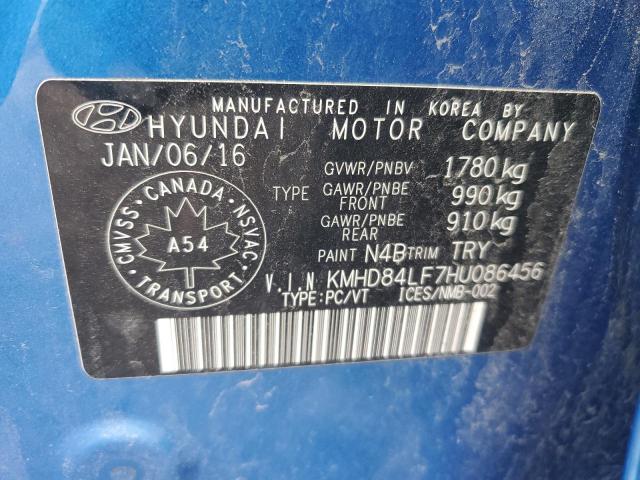 MANUFACTURED IN KOREA BY
HYUNDAI MOTOR COMPANY
JAN/06/16
GVWR/PNBV 1780 kg
TYPE GAWR/PNBE FRONT 990 kg
GAWR/PNBE REAR 910 kg
PAINT N4B TRIM TRY
V.I.N KMHD84LF7HU086456
TYPE:PC/VT ICES/NMB-002
CMVSS · CANADA · NSVAC
A54
TRANSPORT